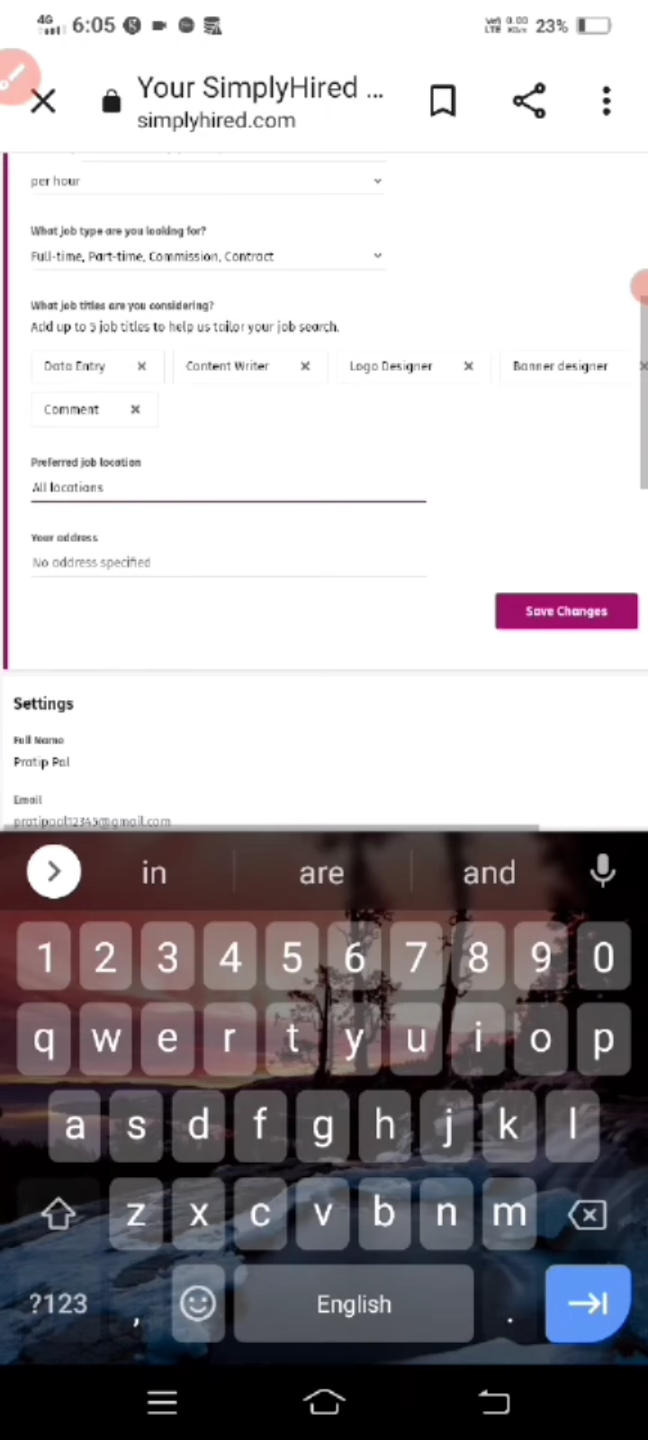 4G 6:05 23%
Your SimplyHired ...
simplyhired.com
per hour
What job type are you looking for?
Full-time, Part-time, Commission, Contract
What job titles are you considering?
Add up to 5 job titles to help us tailor your job search.
Data Entry Content Writer Logo Designer Banner designer
Comment
Preferred job location
All locations
Your address
No address specified
Save Changes
Settings
Full Name
Pratip Pal
Email
in are and
1 2 3 4 5 6 7 8 9 0
q w e r t y u i o p
a s d f g h j k l
z x c v b n m
?123 , English .